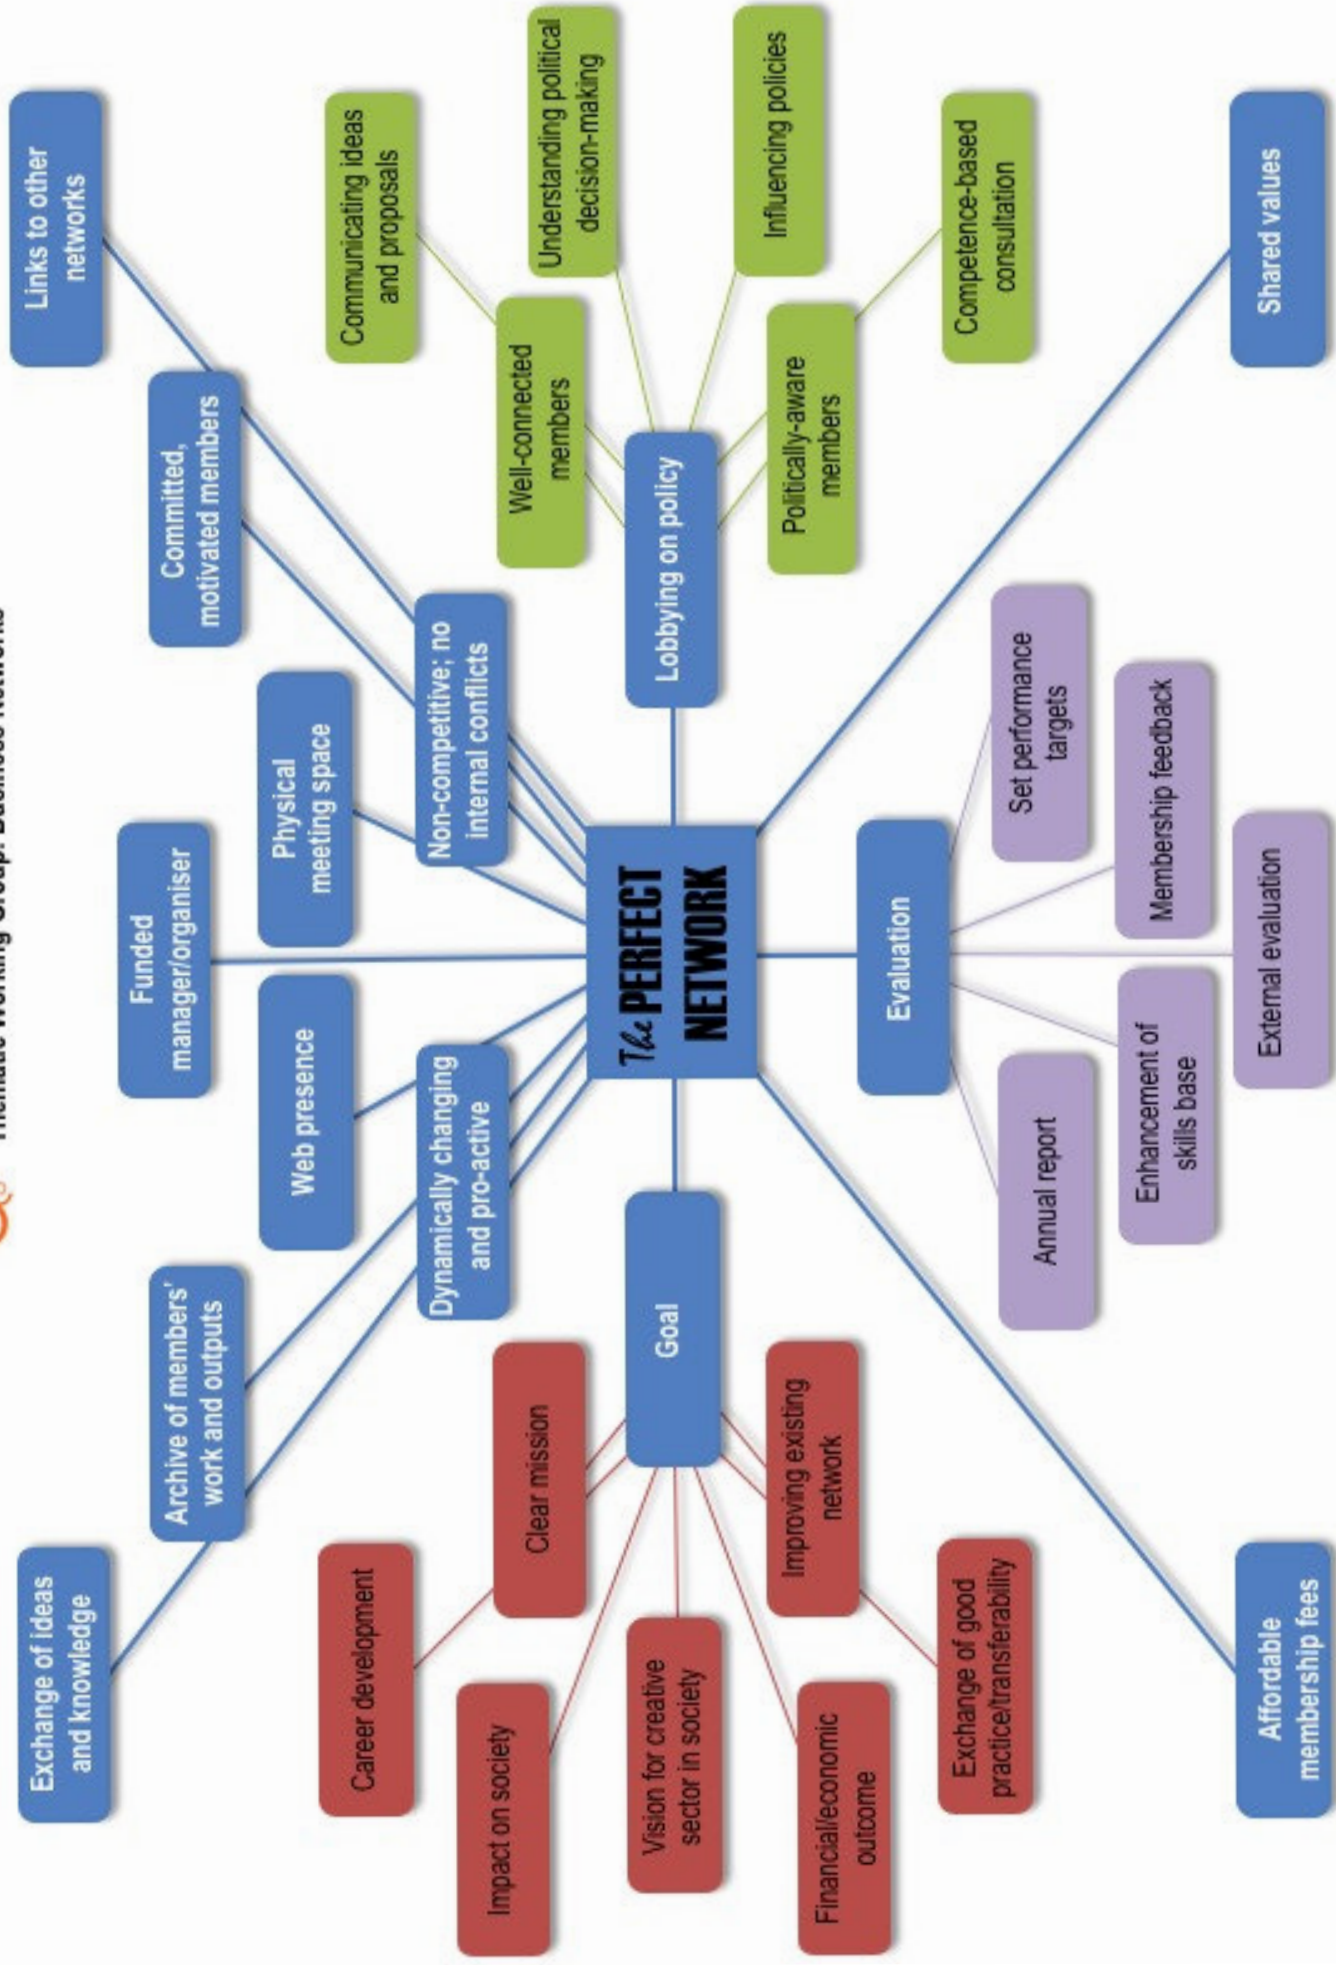 Thematic Working Group: Business Networks
Exchange of ideas
and knowledge
Archive of members'
work and outputs
Web presence
Funded
manager/organiser
Physical
meeting space
Committed,
motivated members
Links to other
networks
Dynamically changing
and pro-active
Non-competitive; no
internal conflicts
Career development
Clear mission
Impact on society
Vision for creative
sector in society
Financial/economic
outcome
Improving existing
network
Exchange of good
practice/transferability
Goal
The PERFECT
NETWORK
Lobbying on policy
Communicating ideas
and proposals
Well-connected
members
Understanding political
decision-making
Influencing policies
Politically-aware
members
Competence-based
consultation
Evaluation
Annual report
Enhancement of
skills base
External evaluation
Membership feedback
Set performance
targets
Affordable
membership fees
Shared values